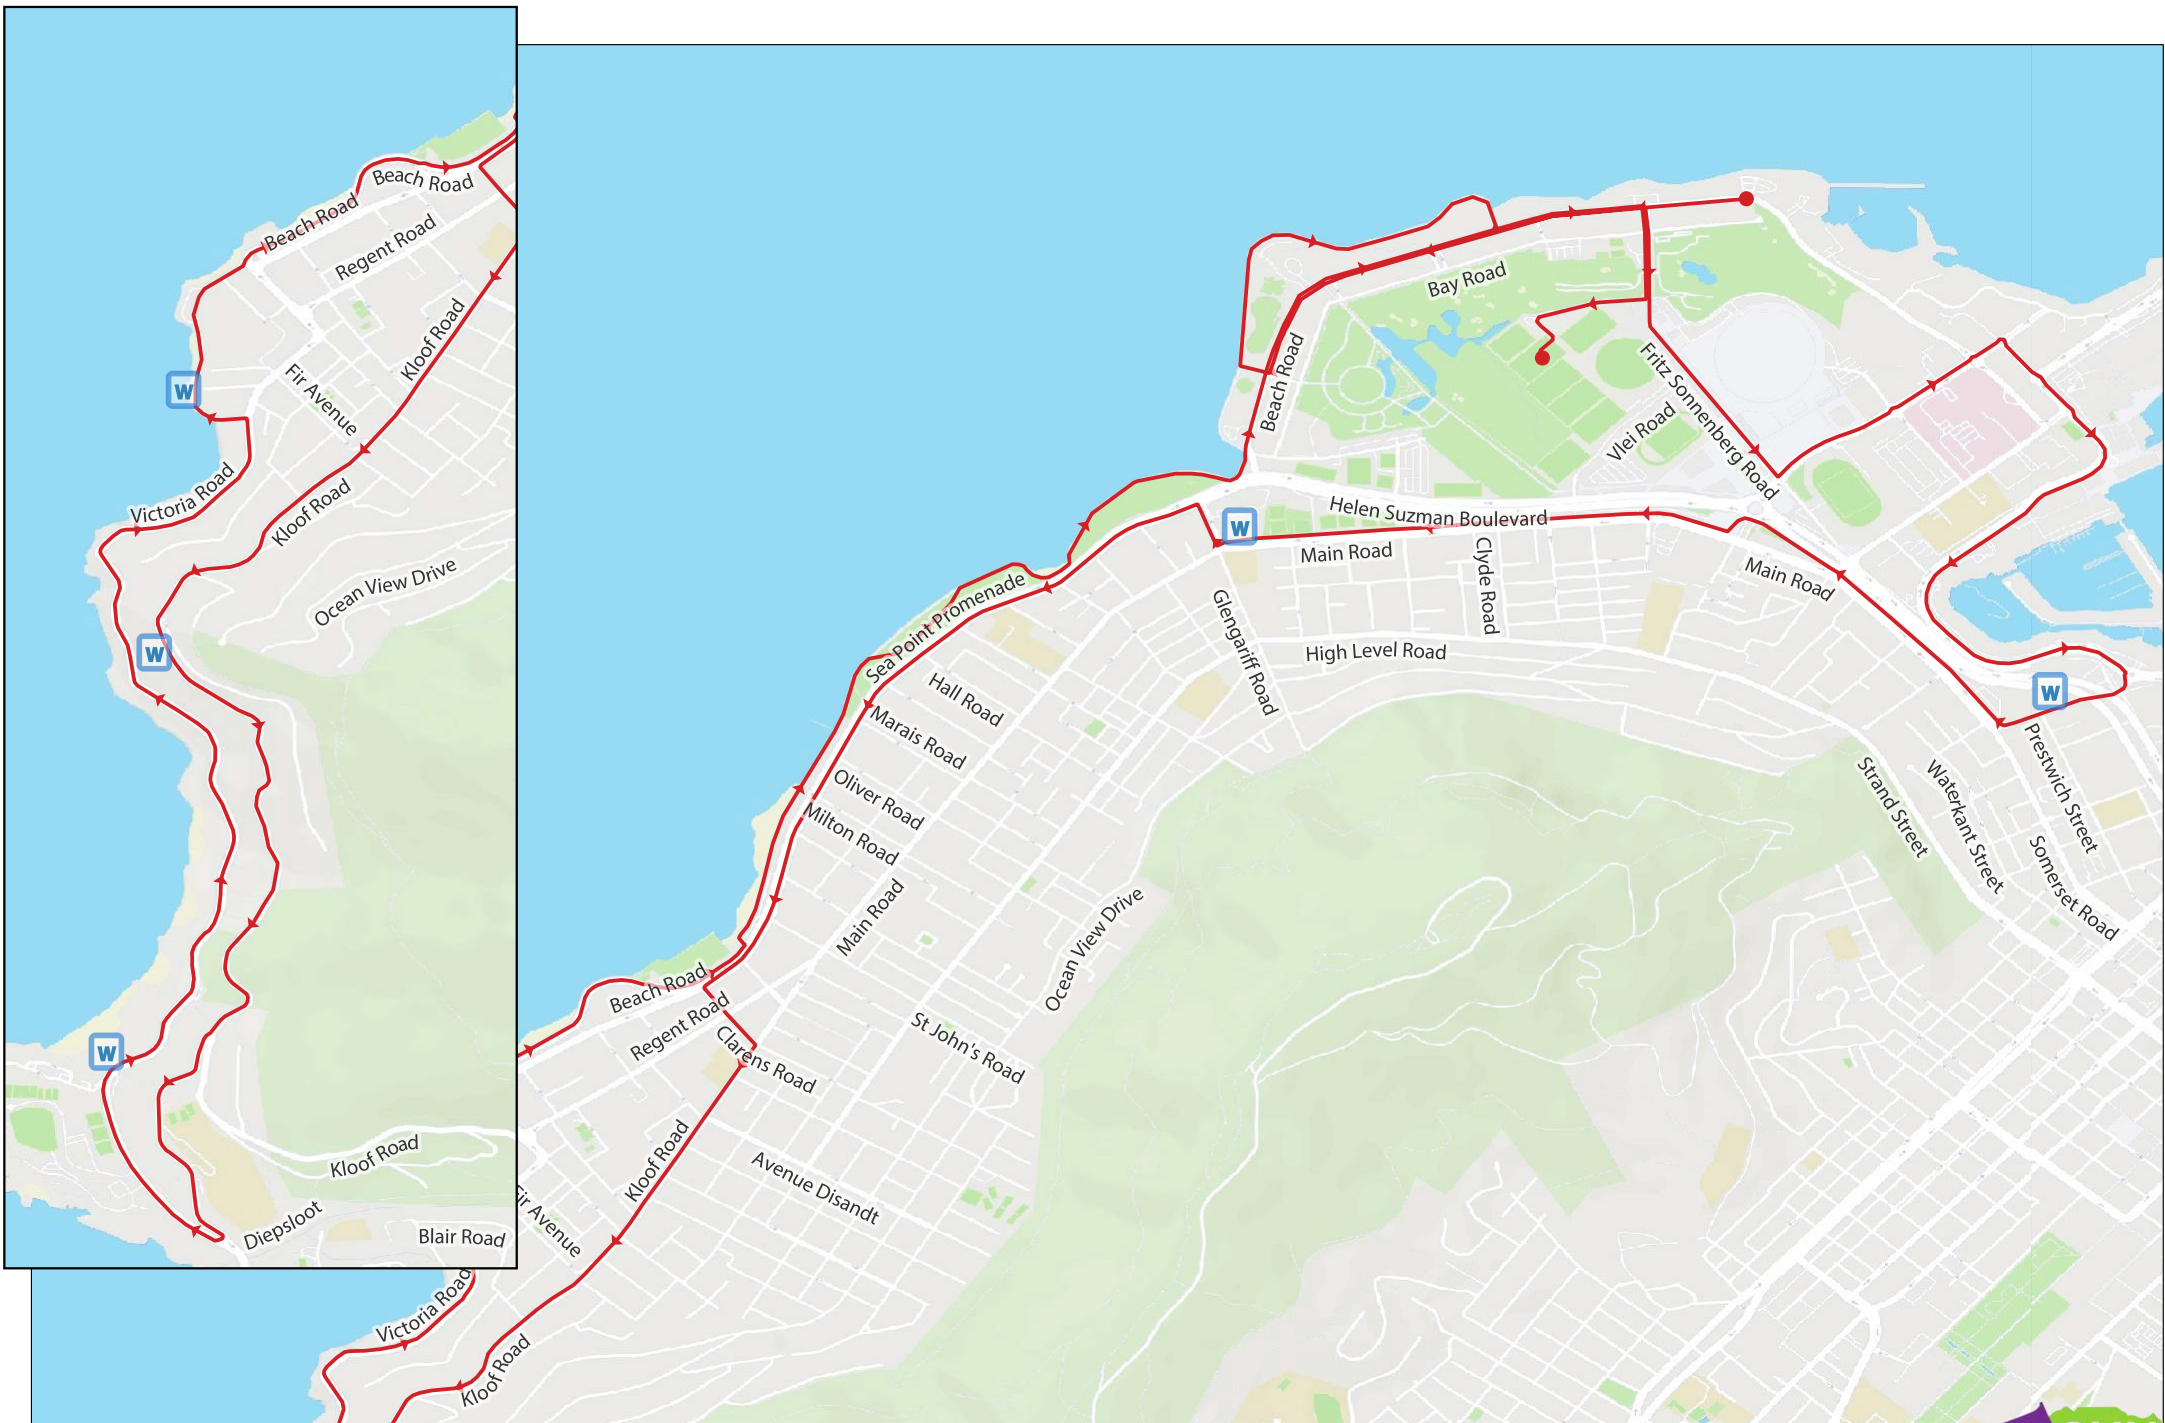 Beach Road
Beach Road
Regent Road
Kloof Road
Fir Avenue
W
Victoria Road
Kloof Road
Ocean View Drive
W
W
Kloof Road
Diepsloot
Blair Road
Bay Road
Beach Road
Fritz Sonnenberg Road
Vlei Road
Helen Suzman Boulevard
W
Main Road
Clyde Road
Main Road
Sea Point Promenade
Glengariff Road
High Level Road
W
Hall Road
Marais Road
Oliver Road
Milton Road
Strand Street
Waterkant Street
Prestwich Street
Somerset Road
Main Road
Ocean View Drive
Beach Road
Regent Road
Clarens Road
St John's Road
Kloof Road
Avenue Disandt
Fir Avenue
Victoria Road
Kloof Road